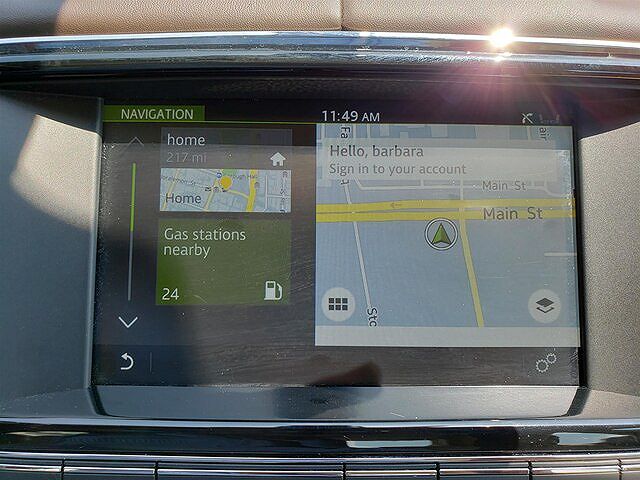 NAVIGATION
11:49 AM
home
217 mi
Home
Gas stations
nearby
24
Hello, barbara
Sign in to your account
Main St
Main St